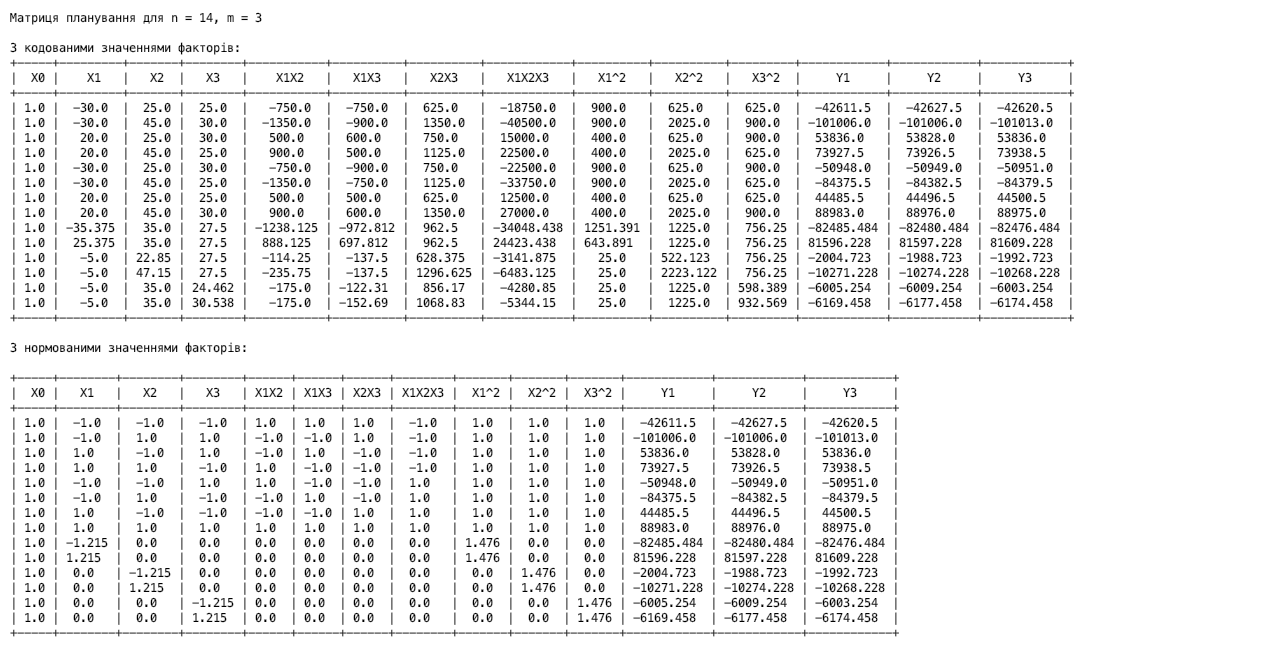 Матриця планування для n = 14, m = 3
З кодованими значеннями факторів:
| X0 | X1 | X2 | X3 | X1X2 | X1X3 | X2X3 | X1X2X3 | X1^2 | X2^2 | X3^2 | Y1 | Y2 | Y3 |
| 1.0 | -30.0 | 25.0 | 25.0 | -750.0 | -750.0 | 625.0 | -18750.0 | 900.0 | 625.0 | 625.0 | -42611.5 | -42627.5 | -42620.5 |
| 1.0 | -30.0 | 45.0 | 30.0 | -1350.0 | -900.0 | 1350.0 | -40500.0 | 900.0 | 2025.0 | 900.0 | -101006.0 | -101006.0 | -101013.0 |
| 1.0 | 20.0 | 25.0 | 30.0 | 500.0 | 600.0 | 750.0 | 15000.0 | 400.0 | 625.0 | 900.0 | 53836.0 | 53828.0 | 53836.0 |
| 1.0 | 20.0 | 45.0 | 25.0 | 900.0 | 500.0 | 1125.0 | 22500.0 | 400.0 | 2025.0 | 625.0 | 73927.5 | 73926.5 | 73938.5 |
| 1.0 | -30.0 | 25.0 | 30.0 | -750.0 | -900.0 | 750.0 | -22500.0 | 900.0 | 625.0 | 900.0 | -50948.0 | -50949.0 | -50951.0 |
| 1.0 | -30.0 | 45.0 | 25.0 | -1350.0 | -750.0 | 1125.0 | -33750.0 | 900.0 | 2025.0 | 625.0 | -84375.5 | -84382.5 | -84379.5 |
| 1.0 | 20.0 | 25.0 | 25.0 | 500.0 | 500.0 | 625.0 | 12500.0 | 400.0 | 625.0 | 625.0 | 44485.5 | 44496.5 | 44500.5 |
| 1.0 | 20.0 | 45.0 | 30.0 | 900.0 | 600.0 | 1350.0 | 27000.0 | 400.0 | 2025.0 | 900.0 | 88983.0 | 88976.0 | 88975.0 |
| 1.0 | -35.375 | 35.0 | 27.5 | -1238.125 | -972.812 | 962.5 | -34048.438 | 1251.391 | 1225.0 | 756.25 | -82485.484 | -82480.484 | -82476.484 |
| 1.0 | 25.375 | 35.0 | 27.5 | 888.125 | 697.812 | 962.5 | 24423.438 | 643.891 | 1225.0 | 756.25 | 81596.228 | 81597.228 | 81609.228 |
| 1.0 | -5.0 | 22.85 | 27.5 | -114.25 | -137.5 | 628.375 | -3141.875 | 25.0 | 522.123 | 756.25 | -2004.723 | -1988.723 | -1992.723 |
| 1.0 | -5.0 | 47.15 | 27.5 | -235.75 | -137.5 | 1296.625 | -6483.125 | 25.0 | 2223.122 | 756.25 | -10271.228 | -10274.228 | -10268.228 |
| 1.0 | -5.0 | 35.0 | 24.462 | -175.0 | -122.31 | 856.17 | -4280.85 | 25.0 | 1225.0 | 598.389 | -6005.254 | -6009.254 | -6003.254 |
| 1.0 | -5.0 | 35.0 | 30.538 | -175.0 | -152.69 | 1068.83 | -5344.15 | 25.0 | 1225.0 | 932.569 | -6169.458 | -6177.458 | -6174.458 |
З нормованими значеннями факторів:
| X0 | X1 | X2 | X3 | X1X2 | X1X3 | X2X3 | X1X2X3 | X1^2 | X2^2 | X3^2 | Y1 | Y2 | Y3 |
| 1.0 | -1.0 | -1.0 | -1.0 | 1.0 | 1.0 | 1.0 | -1.0 | 1.0 | 1.0 | 1.0 | -42611.5 | -42627.5 | -42620.5 |
| 1.0 | -1.0 | 1.0 | 1.0 | -1.0 | -1.0 | 1.0 | -1.0 | 1.0 | 1.0 | 1.0 | -101006.0 | -101006.0 | -101013.0 |
| 1.0 | 1.0 | -1.0 | 1.0 | -1.0 | 1.0 | -1.0 | -1.0 | 1.0 | 1.0 | 1.0 | 53836.0 | 53828.0 | 53836.0 |
| 1.0 | 1.0 | 1.0 | -1.0 | 1.0 | -1.0 | -1.0 | -1.0 | 1.0 | 1.0 | 1.0 | 73927.5 | 73926.5 | 73938.5 |
| 1.0 | -1.0 | -1.0 | 1.0 | 1.0 | -1.0 | -1.0 | 1.0 | 1.0 | 1.0 | 1.0 | -50948.0 | -50949.0 | -50951.0 |
| 1.0 | -1.0 | 1.0 | -1.0 | -1.0 | 1.0 | -1.0 | 1.0 | 1.0 | 1.0 | 1.0 | -84375.5 | -84382.5 | -84379.5 |
| 1.0 | 1.0 | -1.0 | -1.0 | -1.0 | -1.0 | 1.0 | 1.0 | 1.0 | 1.0 | 1.0 | 44485.5 | 44496.5 | 44500.5 |
| 1.0 | 1.0 | 1.0 | 1.0 | 1.0 | 1.0 | 1.0 | 1.0 | 1.0 | 1.0 | 1.0 | 88983.0 | 88976.0 | 88975.0 |
| 1.0 | -1.215 | 0.0 | 0.0 | 0.0 | 0.0 | 0.0 | 0.0 | 1.476 | 0.0 | 0.0 | -82485.484 | -82480.484 | -82476.484 |
| 1.0 | 1.215 | 0.0 | 0.0 | 0.0 | 0.0 | 0.0 | 0.0 | 1.476 | 0.0 | 0.0 | 81596.228 | 81597.228 | 81609.228 |
| 1.0 | 0.0 | -1.215 | 0.0 | 0.0 | 0.0 | 0.0 | 0.0 | 0.0 | 1.476 | 0.0 | -2004.723 | -1988.723 | -1992.723 |
| 1.0 | 0.0 | 1.215 | 0.0 | 0.0 | 0.0 | 0.0 | 0.0 | 0.0 | 1.476 | 0.0 | -10271.228 | -10274.228 | -10268.228 |
| 1.0 | 0.0 | 0.0 | -1.215 | 0.0 | 0.0 | 0.0 | 0.0 | 0.0 | 0.0 | 1.476 | -6005.254 | -6009.254 | -6003.254 |
| 1.0 | 0.0 | 0.0 | 1.215 | 0.0 | 0.0 | 0.0 | 0.0 | 0.0 | 0.0 | 1.476 | -6169.458 | -6177.458 | -6174.458 |